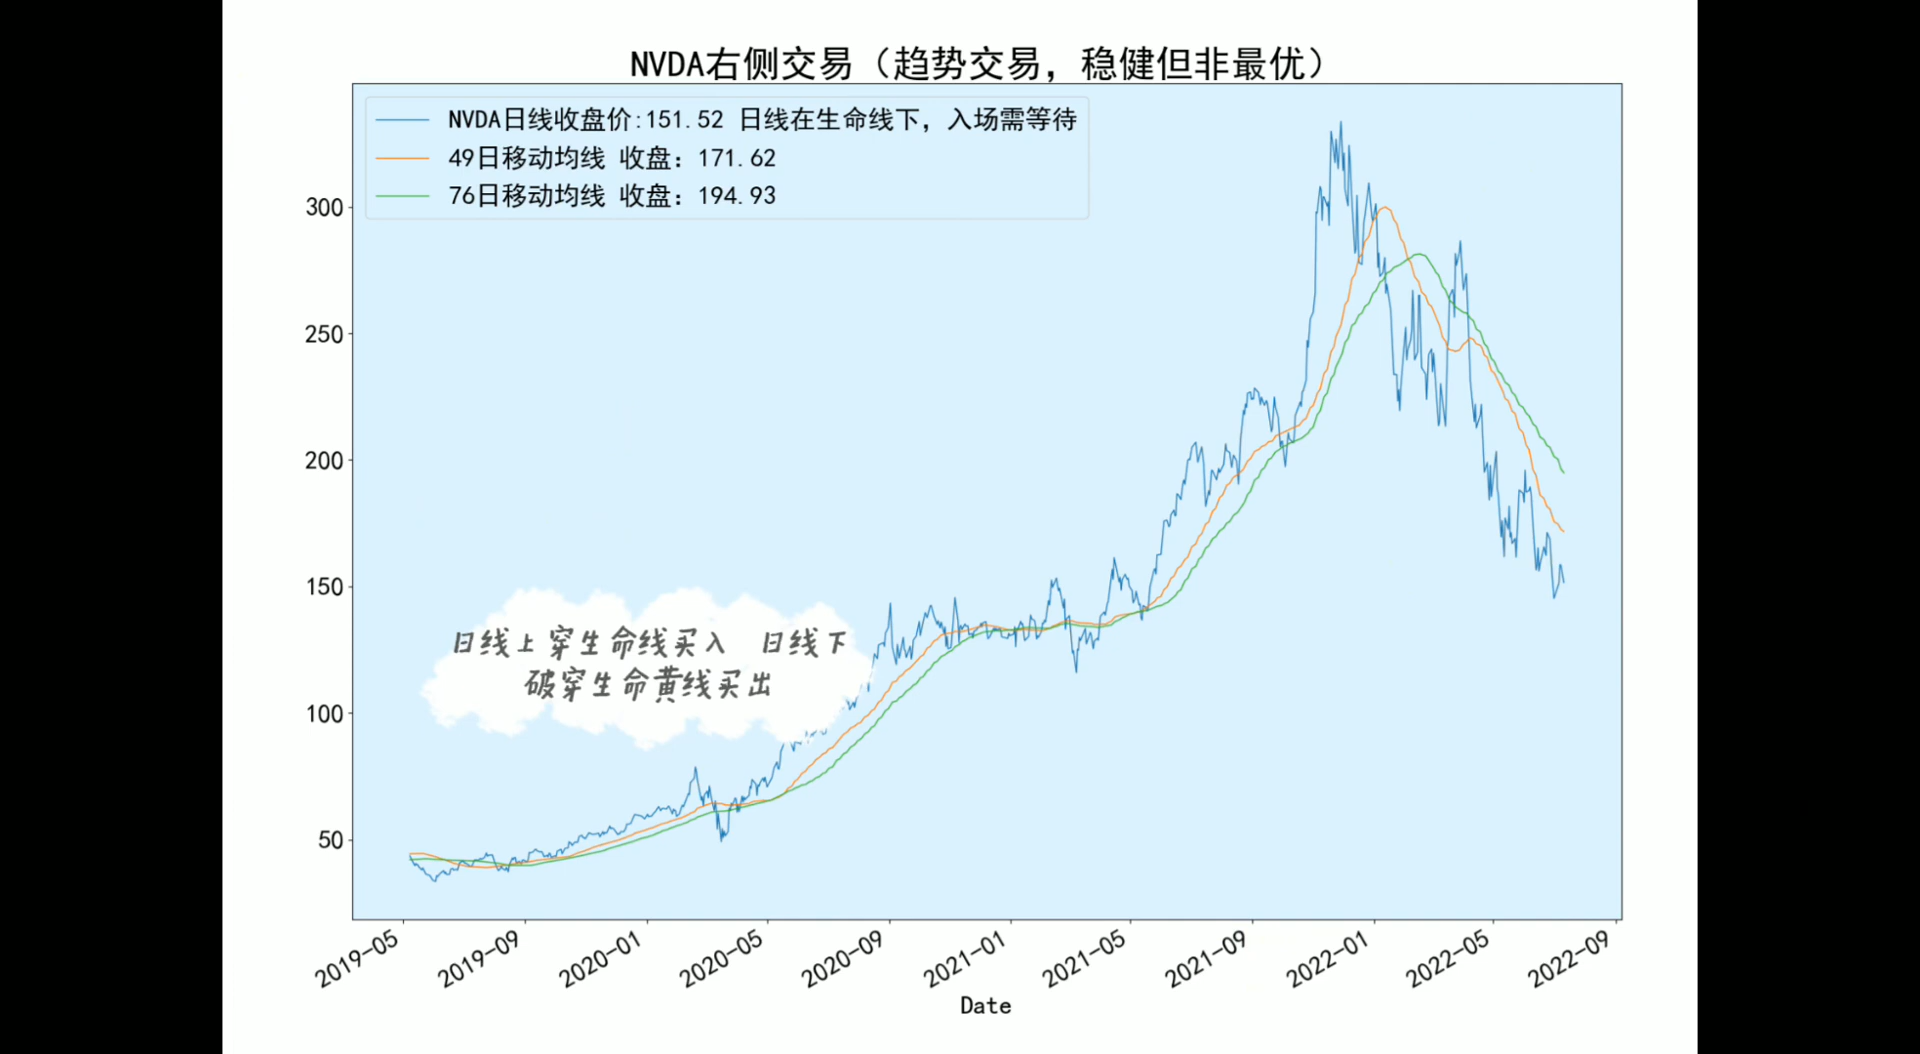 NVDA右侧交易（趋势交易，稳健但非最优）
NVDA日线收盘价:151.52 日线在生命线下，入场需等待
49日移动均线 收盘：171.62
76日移动均线 收盘：194.93
300
250
200
150
100
50
日线上穿生命线买入 日线下
破穿生命黄线买出
2019-05
2019-09
2020-01
2020-05
2020-09
2021-01
2021-05
2021-09
2022-01
2022-05
2022-09
Date